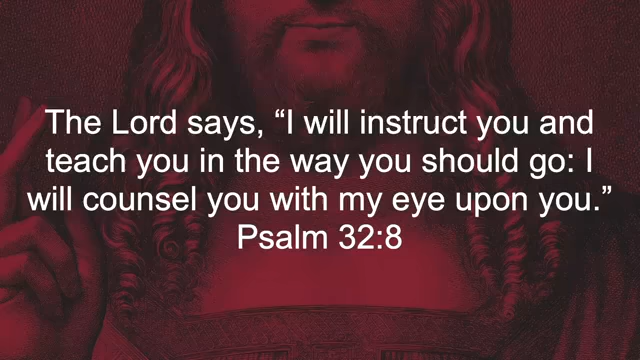 The Lord says, “I will instruct you and
teach you in the way you should go: I
will counsel you with my eye upon you.”
Psalm 32:8